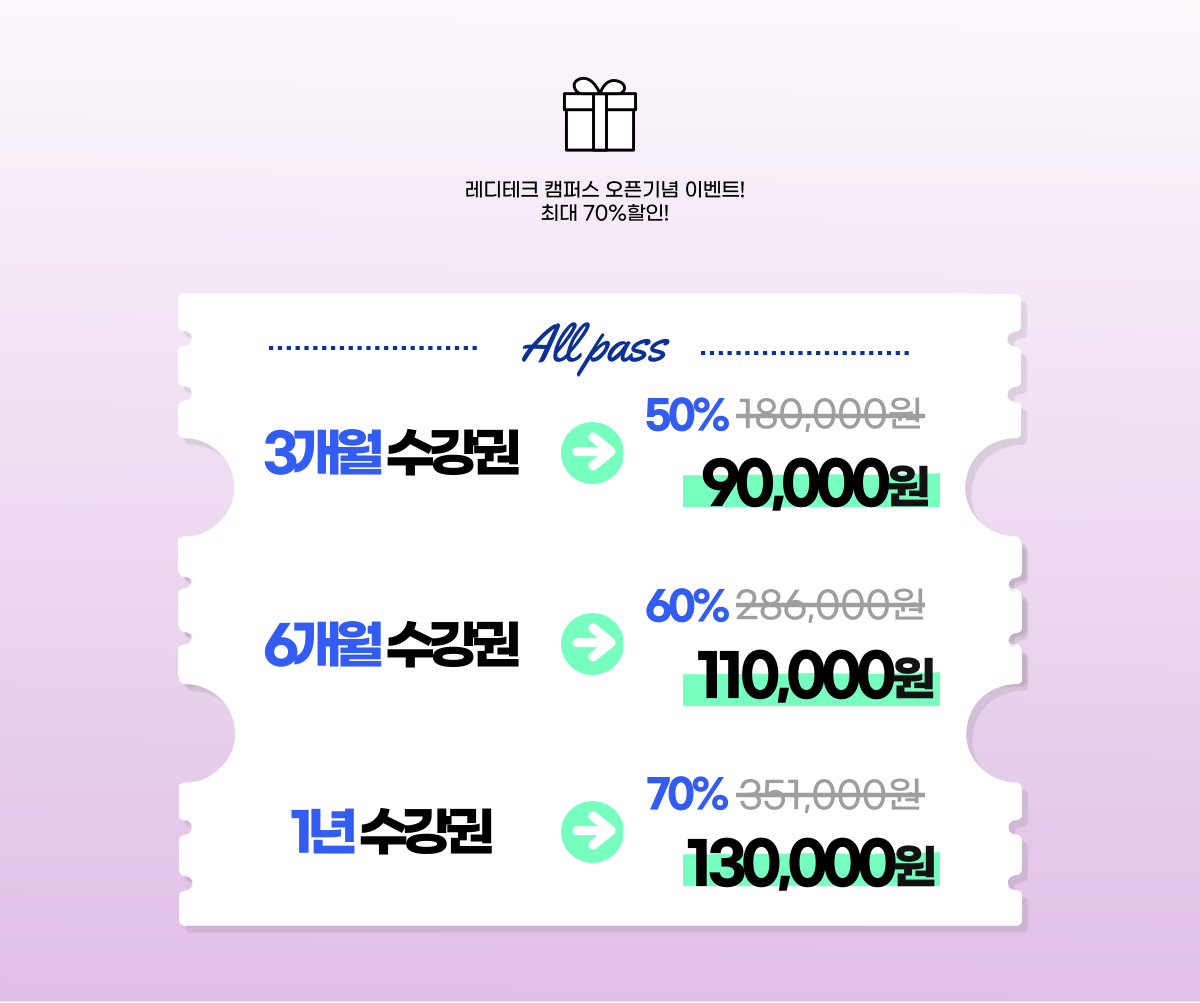 레디테크 캠퍼스 오픈기념 이벤트!
최대 70%할인!
All pass
3개월 수강권
50% 180,000원
90,000원
6개월 수강권
60% 286,000원
110,000원
1년 수강권
70% 351,000원
130,000원